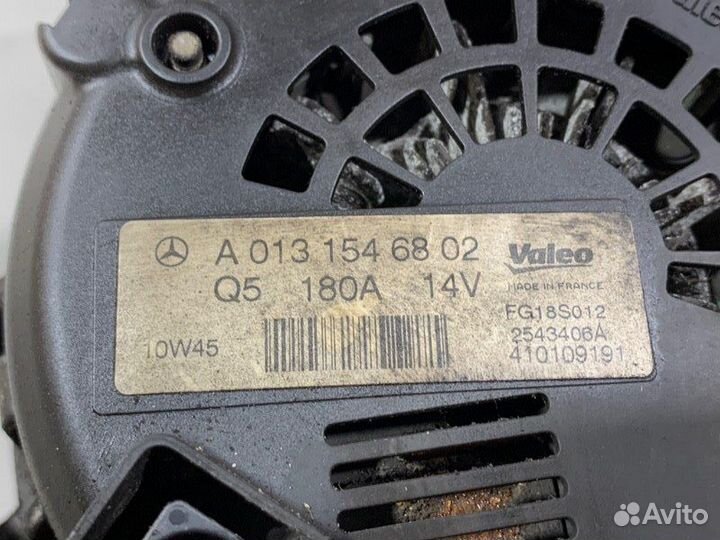 A 013 154 68 02
Valeo
MADE IN FRANCE
Q5 180A 14V
FG18S012
10W45
2543406A
410109191
Avito